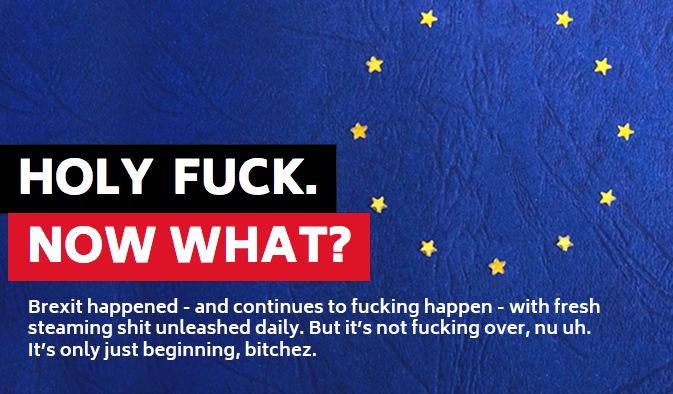 HOLY FUCK.
NOW WHAT?
Brexit happened - and continues to fucking happen - with fresh
steaming shit unleashed daily. But it's not fucking over, nu uh.
It's only just beginning, bitchez.